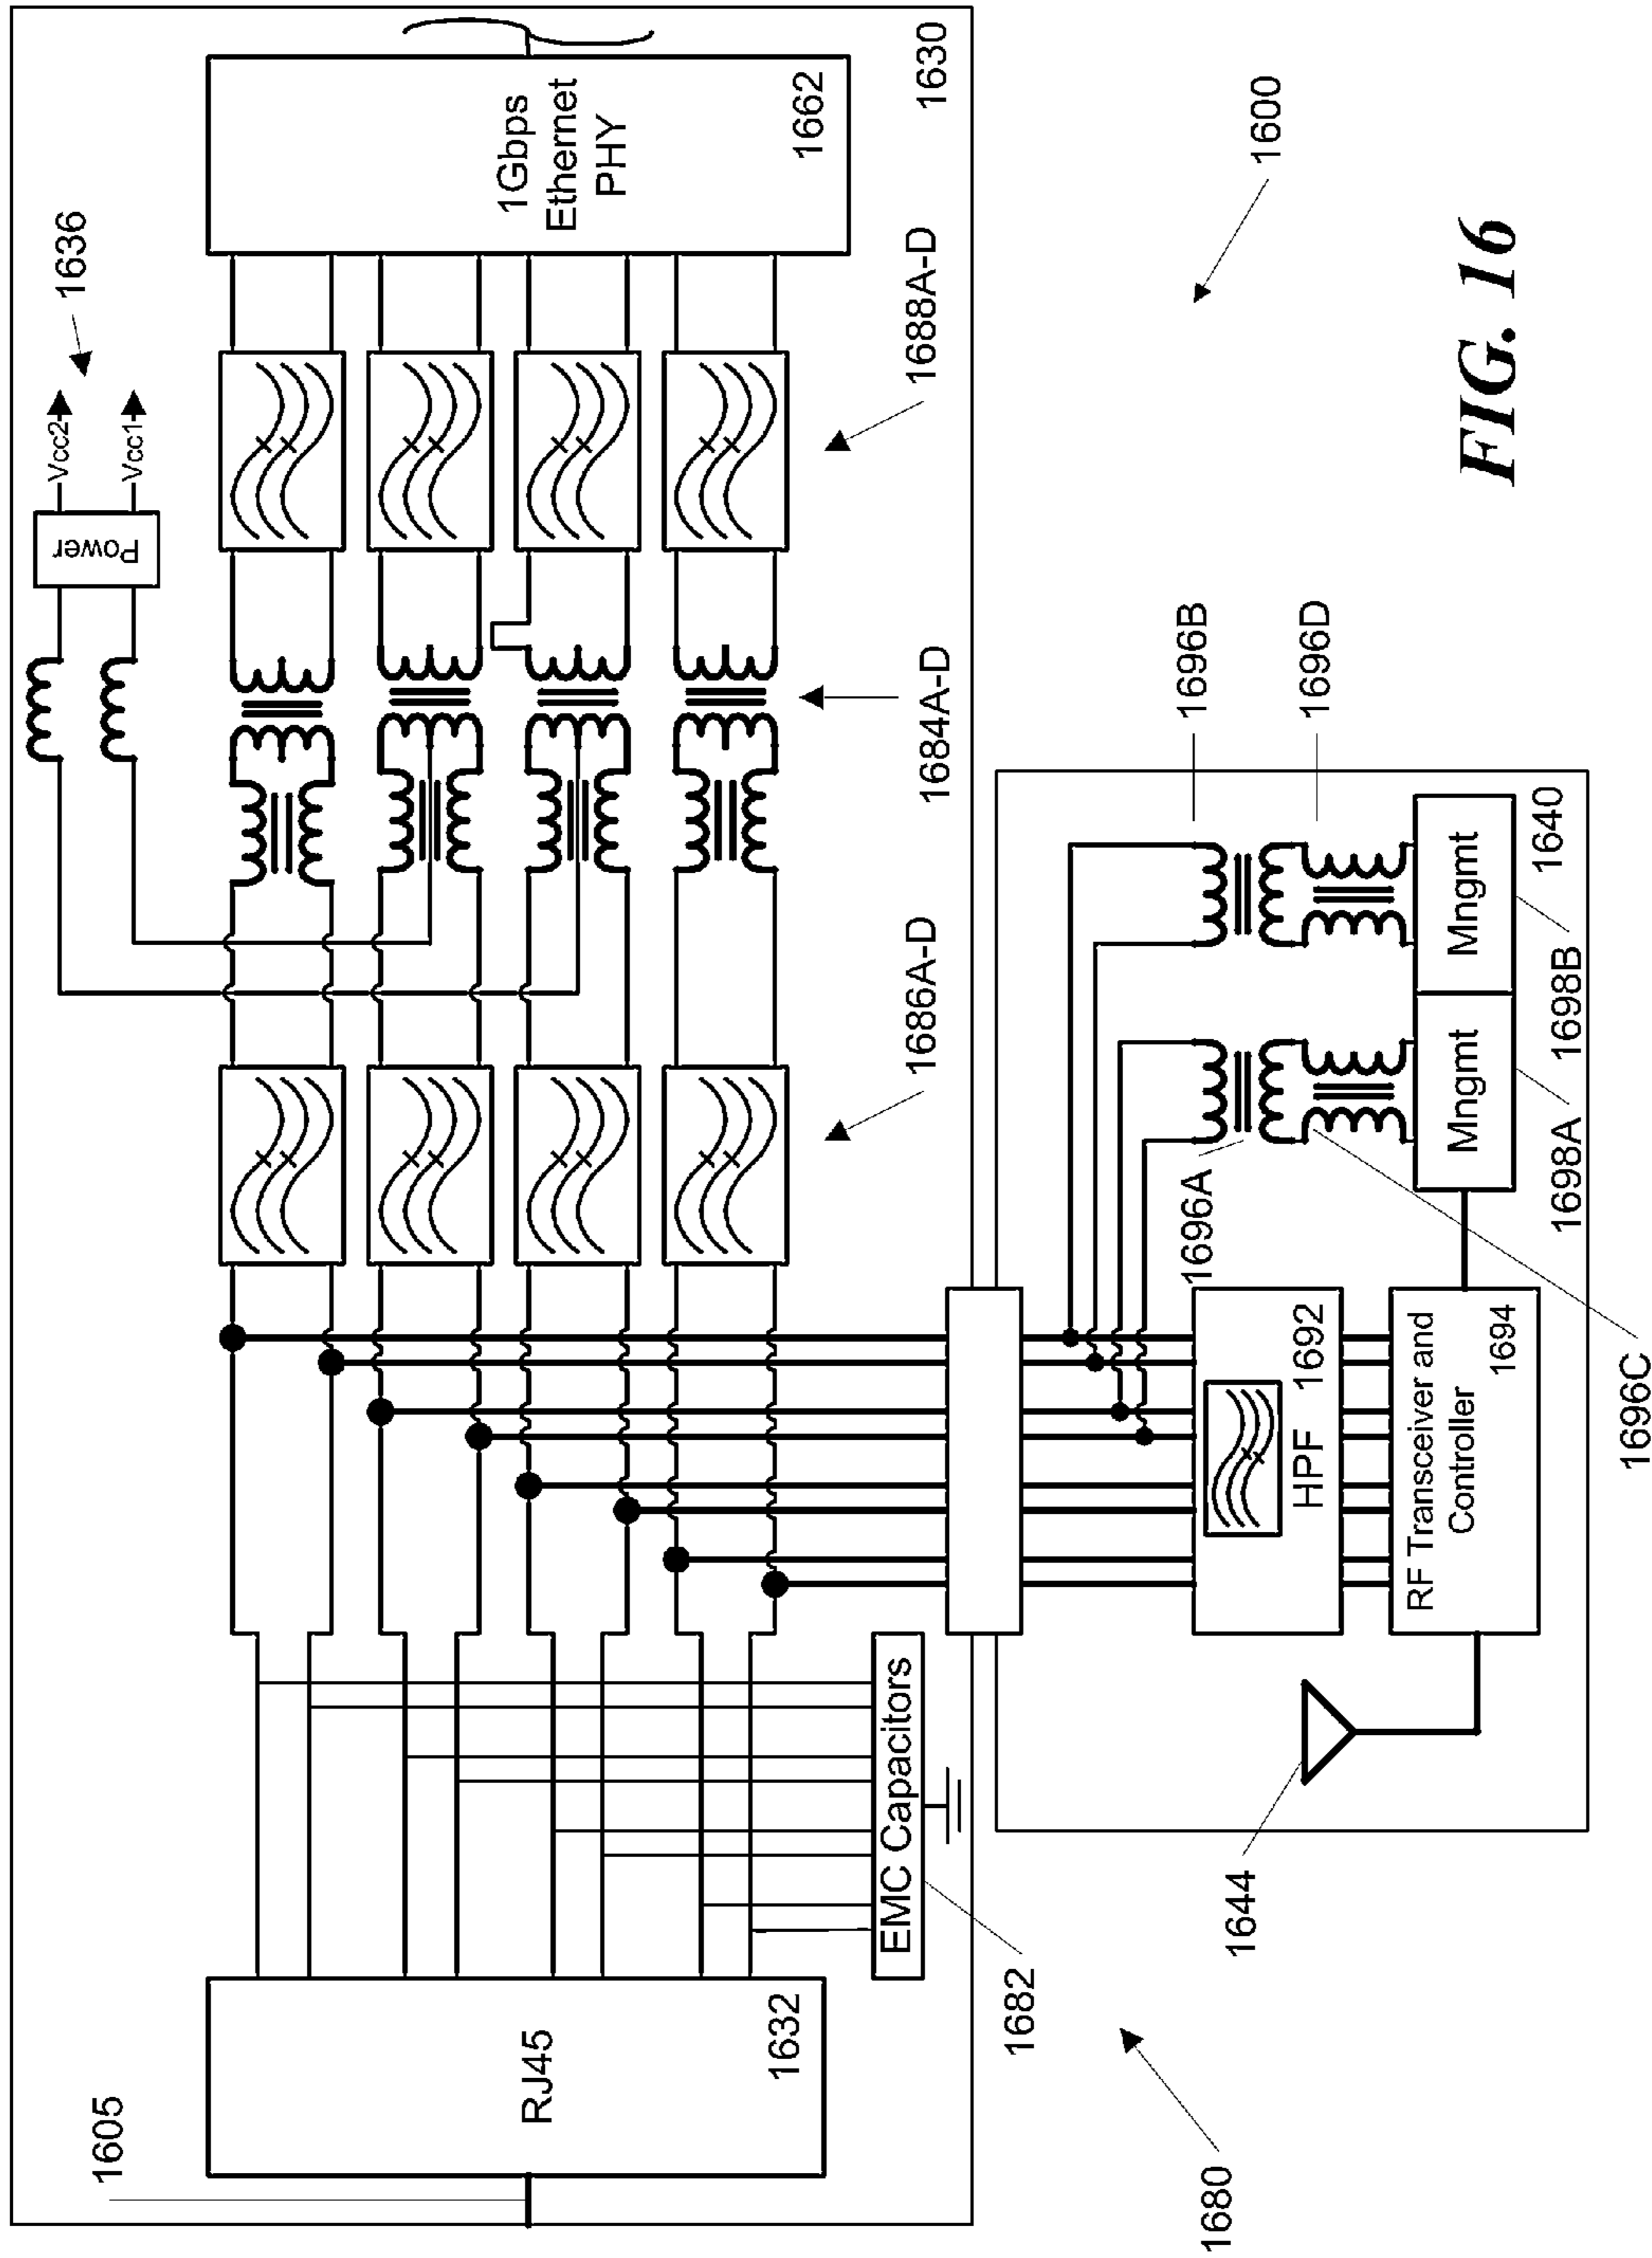 1605
1636
Vcc2
Vcc1
Power
RJ45
1632
1Gbps
Ethernet
PHY
1662
1630
EMC Capacitors
1682
1680
1686A-D
1684A-D
1688A-D
1600
1644
HPF
1692
RF Transceiver and
Controller
1694
1696A
1696B
1696D
1696C
Mngmt
Mngmt
1698A
1698B
1640
FIG. 16